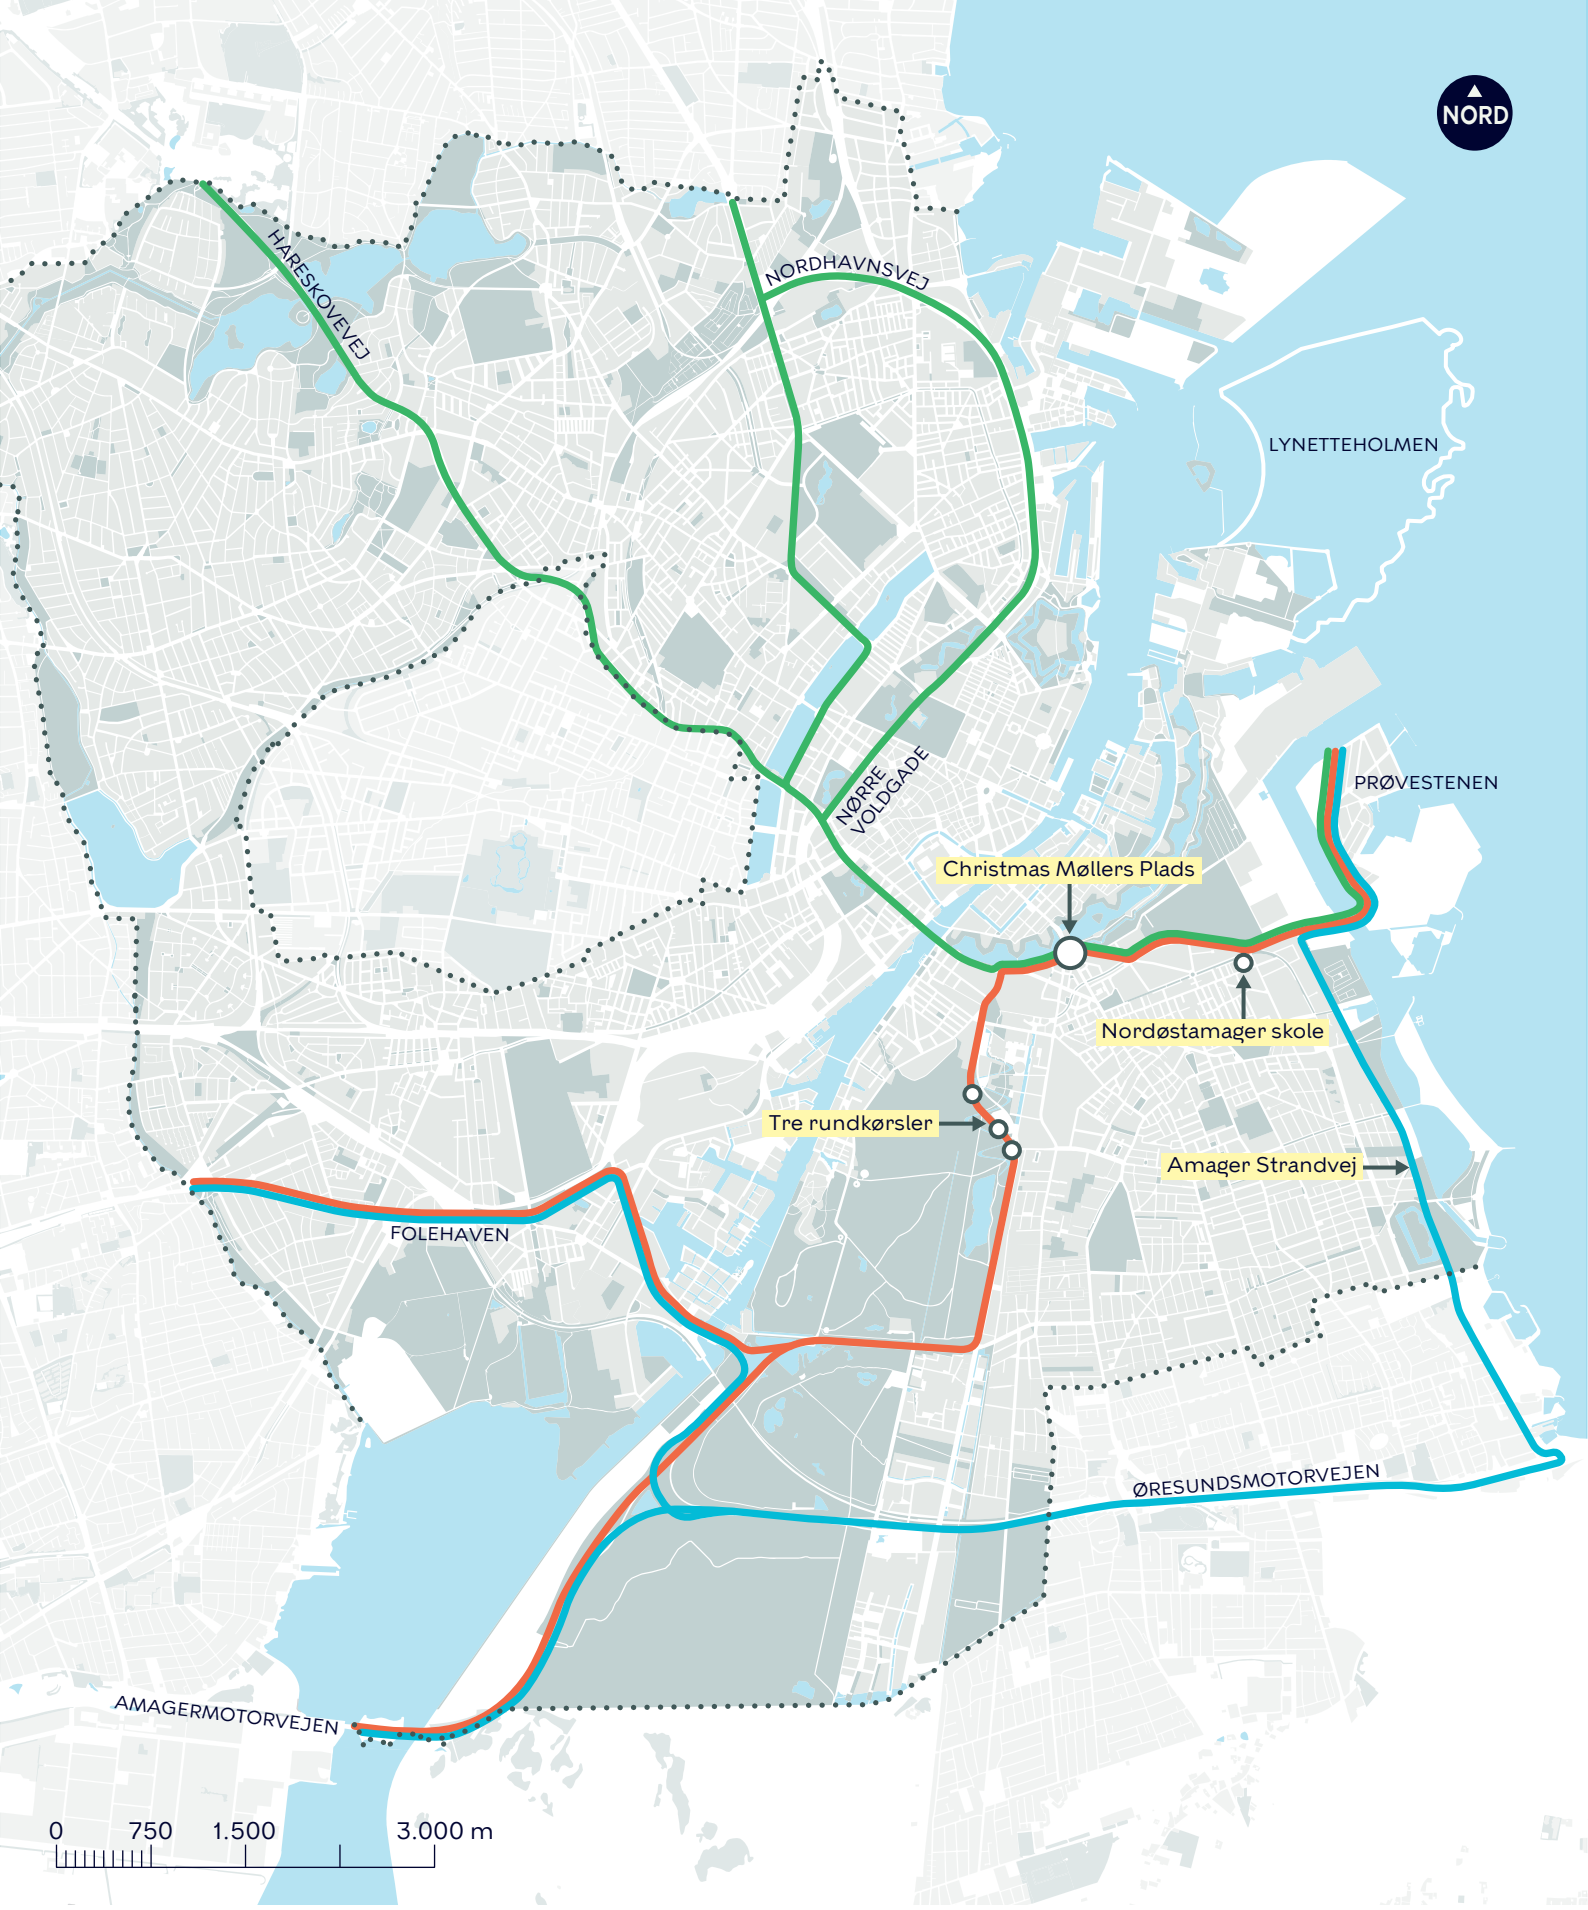 NORD
HARESKOVEVEJ
NORDHAVNSVEJ
LYNETTEHOLMEN
PRØVESTENEN
NØRRE
VOLDGADE
Christmas Møllers Plads
Nordøstamager skole
Tre rundkørsler
Amager Strandvej
FOLEHAVEN
ØRESUNDSMOTORVEJEN
AMAGERMOTORVEJEN
0 750 1.500 3.000 m